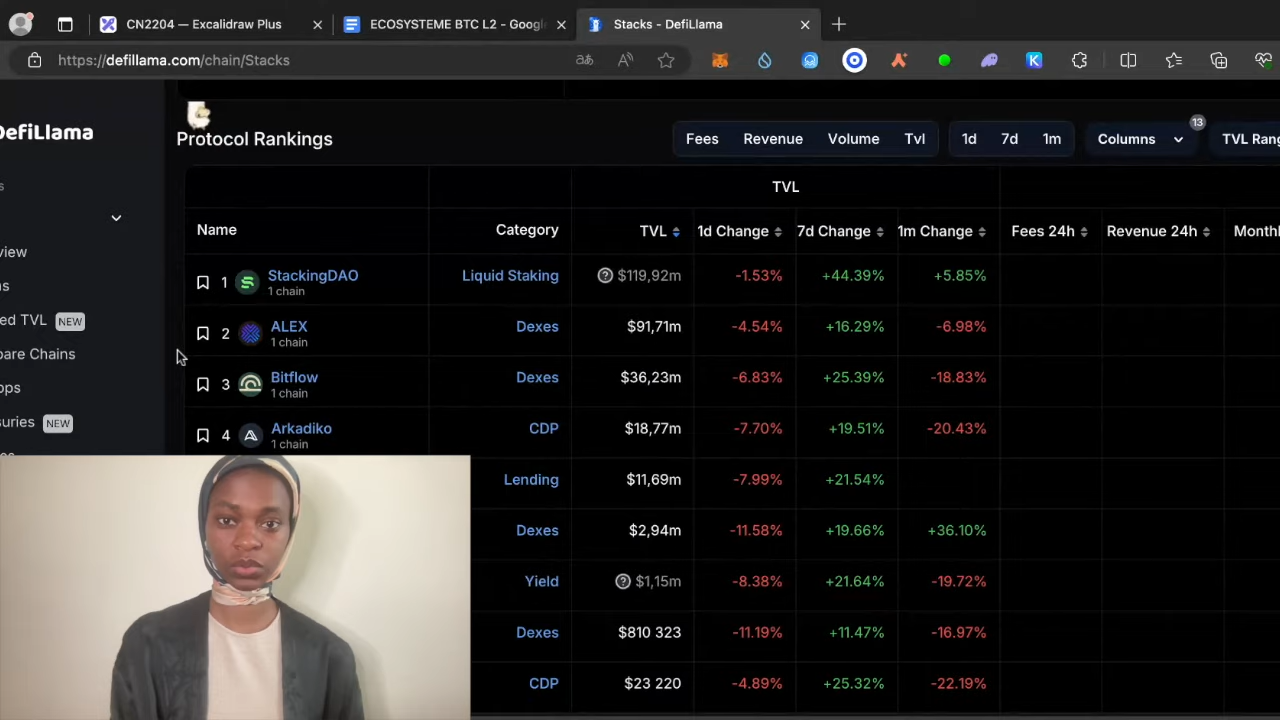 CN2204 — Excalidraw Plus
ECOSYSTEME BTC L2 - Google
Stacks - DefiLlama
https://defillama.com/chain/Stacks
DefiLlama
Protocol Rankings
Fees Revenue Volume Tvl
1d 7d 1m
Columns
13
TVL Rang
view
TVL
Name Category TVL 1d Change 7d Change 1m Change Fees 24h Revenue 24h Month
1 StackingDAO Liquid Staking $119,92m -1.53% +44.39% +5.85%
1 chain
TVL NEW
2 ALEX Dexes $91,71m -4.54% +16.29% -6.98%
1 chain
pare Chains
3 Bitflow Dexes $36,23m -6.83% +25.39% -18.83%
1 chain
suries NEW
4 Arkadiko CDP $18,77m -7.70% +19.51% -20.43%
1 chain
Lending $11,69m -7.99% +21.54%
Dexes $2,94m -11.58% +19.66% +36.10%
Yield $1,15m -8.38% +21.64% -19.72%
Dexes $810 323 -11.19% +11.47% -16.97%
CDP $23 220 -4.89% +25.32% -22.19%